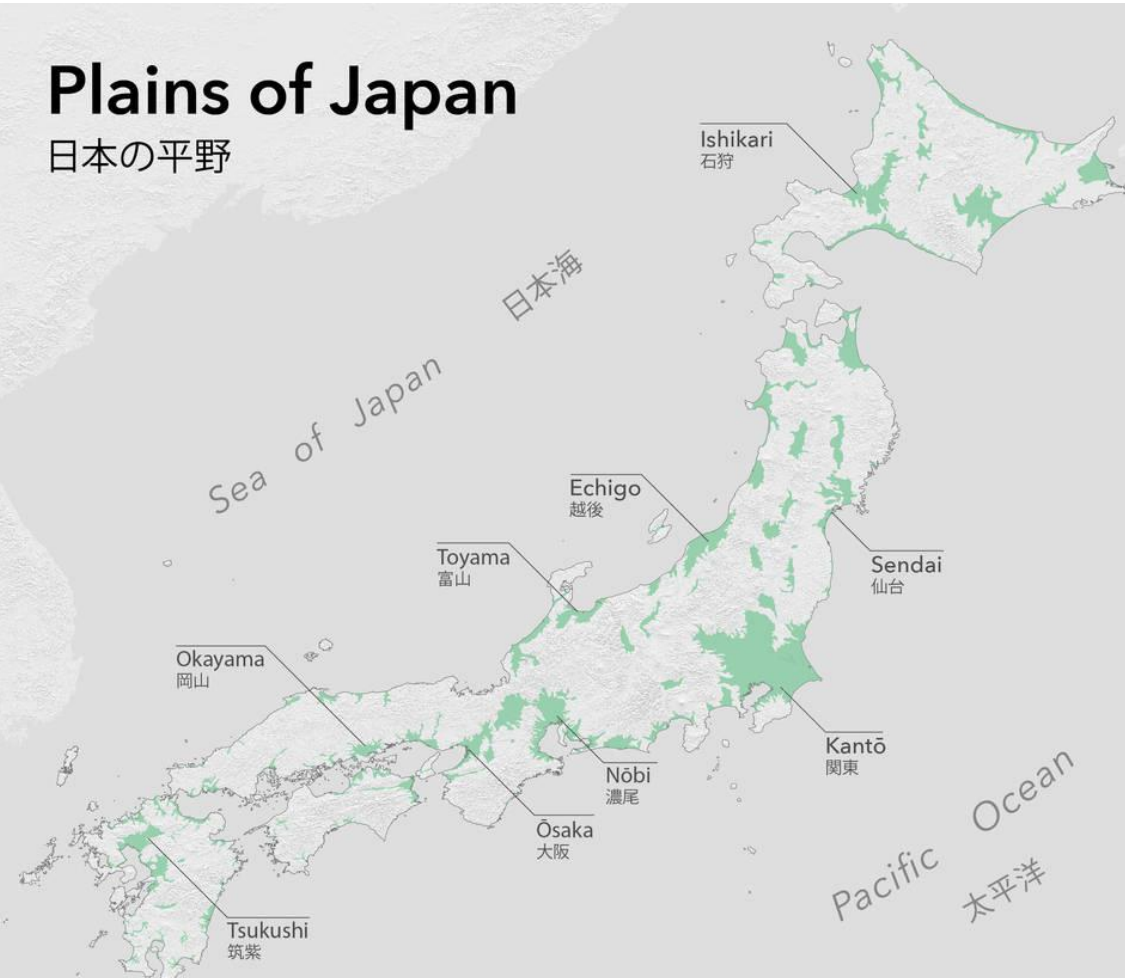 Plains of Japan
日本の平野
Ishikari
石狩
日本海
Sea of Japan
Echigo
越後
Toyama
富山
Sendai
仙台
Okayama
岡山
Kantō
関東
Nōbi
濃尾
Ōsaka
大阪
Pacific Ocean
太平洋
Tsukushi
筑紫